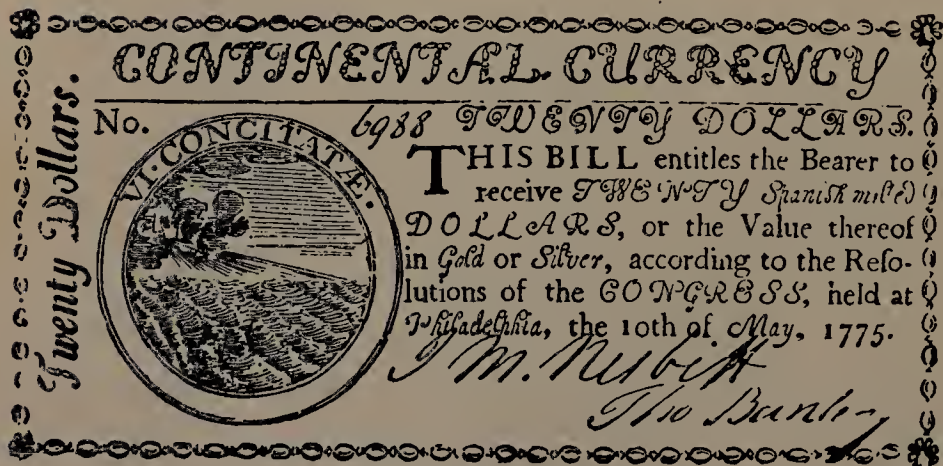 CONTINENTAL CURRENCY
Twenty Dollars.
No. 6988 TWENTY DOLLARS.
VI·CONCITATÆ.
THIS BILL entitles the Bearer to
receive TWENTY Spanish milled
DOLLARS, or the Value thereof
in Gold or Silver, according to the Reſo-
lutions of the CONGRESS, held at
Philadelphia, the 10th of May, 1775.
J M. Nesbitt
Tho